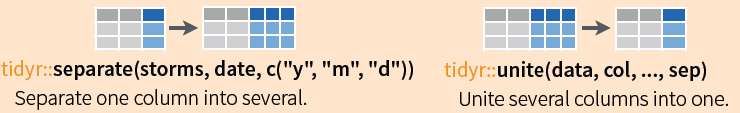 tidyr::separate(storms, date, c("y", "m", "d"))
Separate one column into several.
tidyr::unite(data, col, ..., sep)
Unite several columns into one.